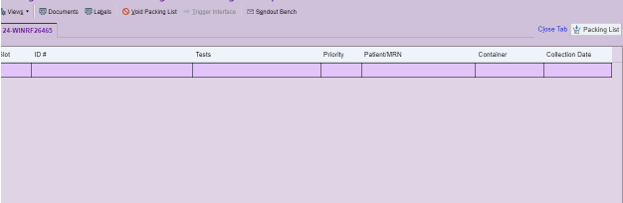 Views Documents Labels Void Packing List Trigger Interface Sendout Bench
24-WINRF26465 Close Tab Packing List
Slot ID # Tests Priority Patient/MRN Container Collection Date